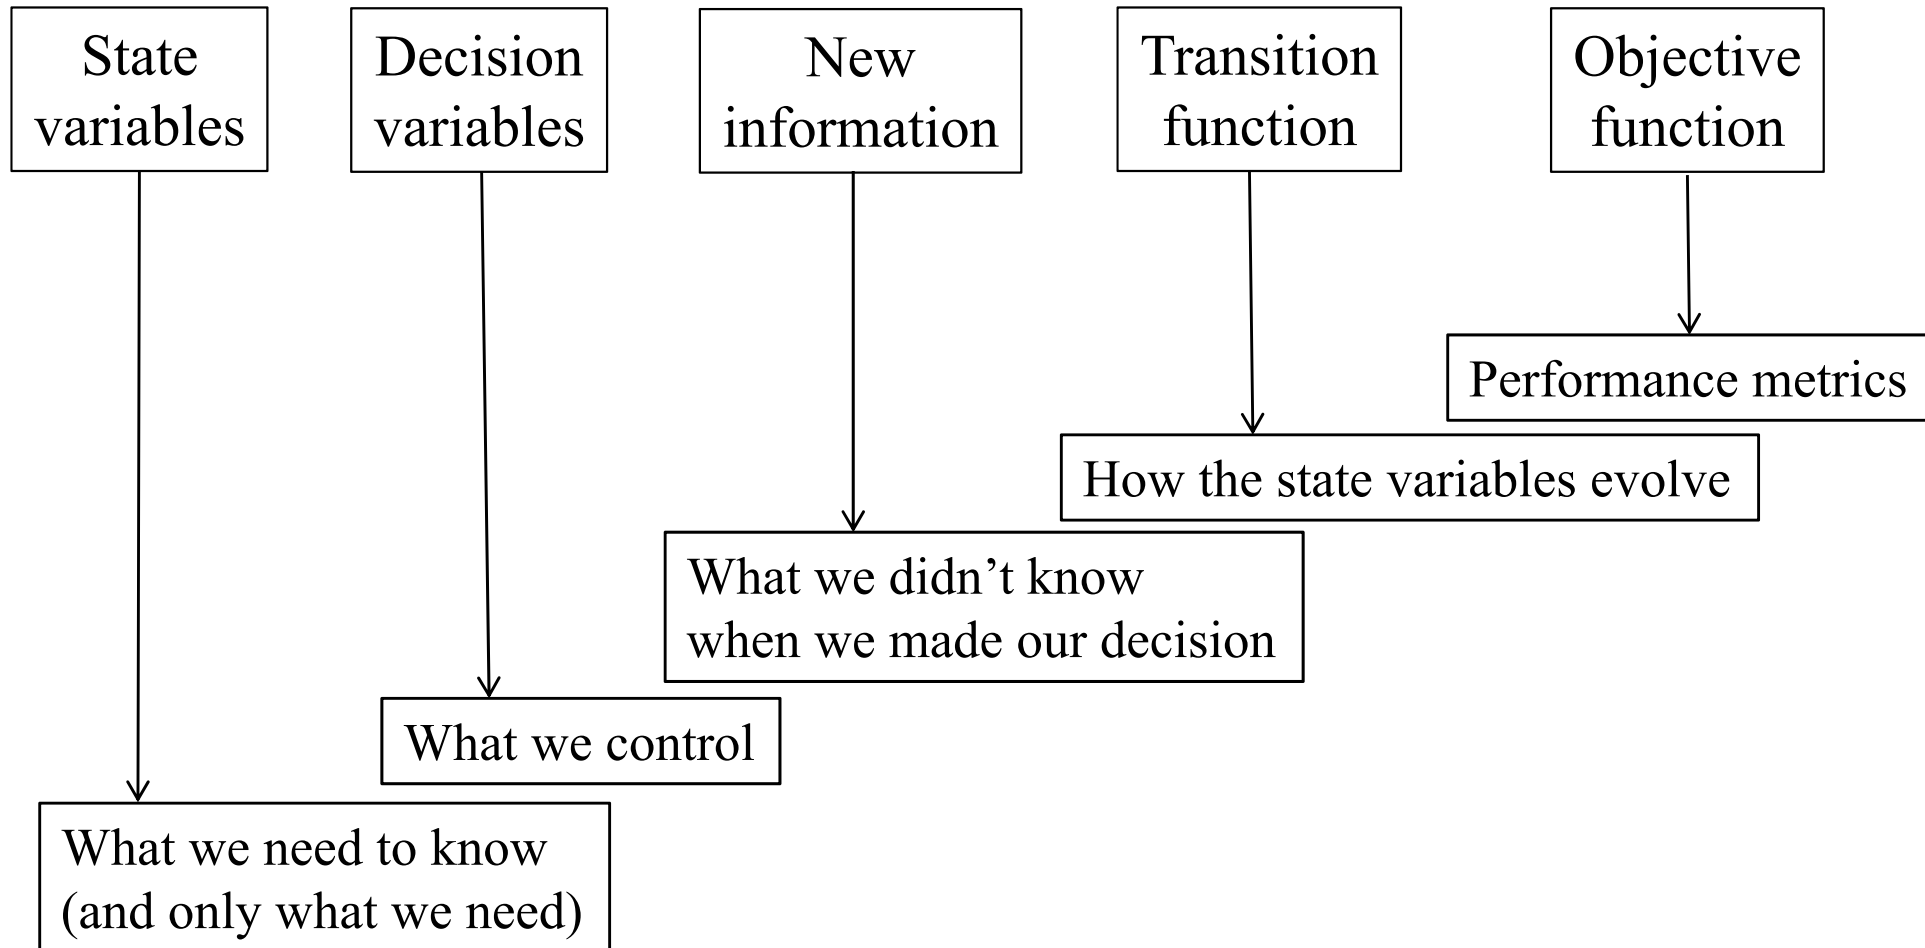 State
variables
Decision
variables
New
information
Transition
function
Objective
function
Performance metrics
How the state variables evolve
What we didn’t know
when we made our decision
What we control
What we need to know
(and only what we need)